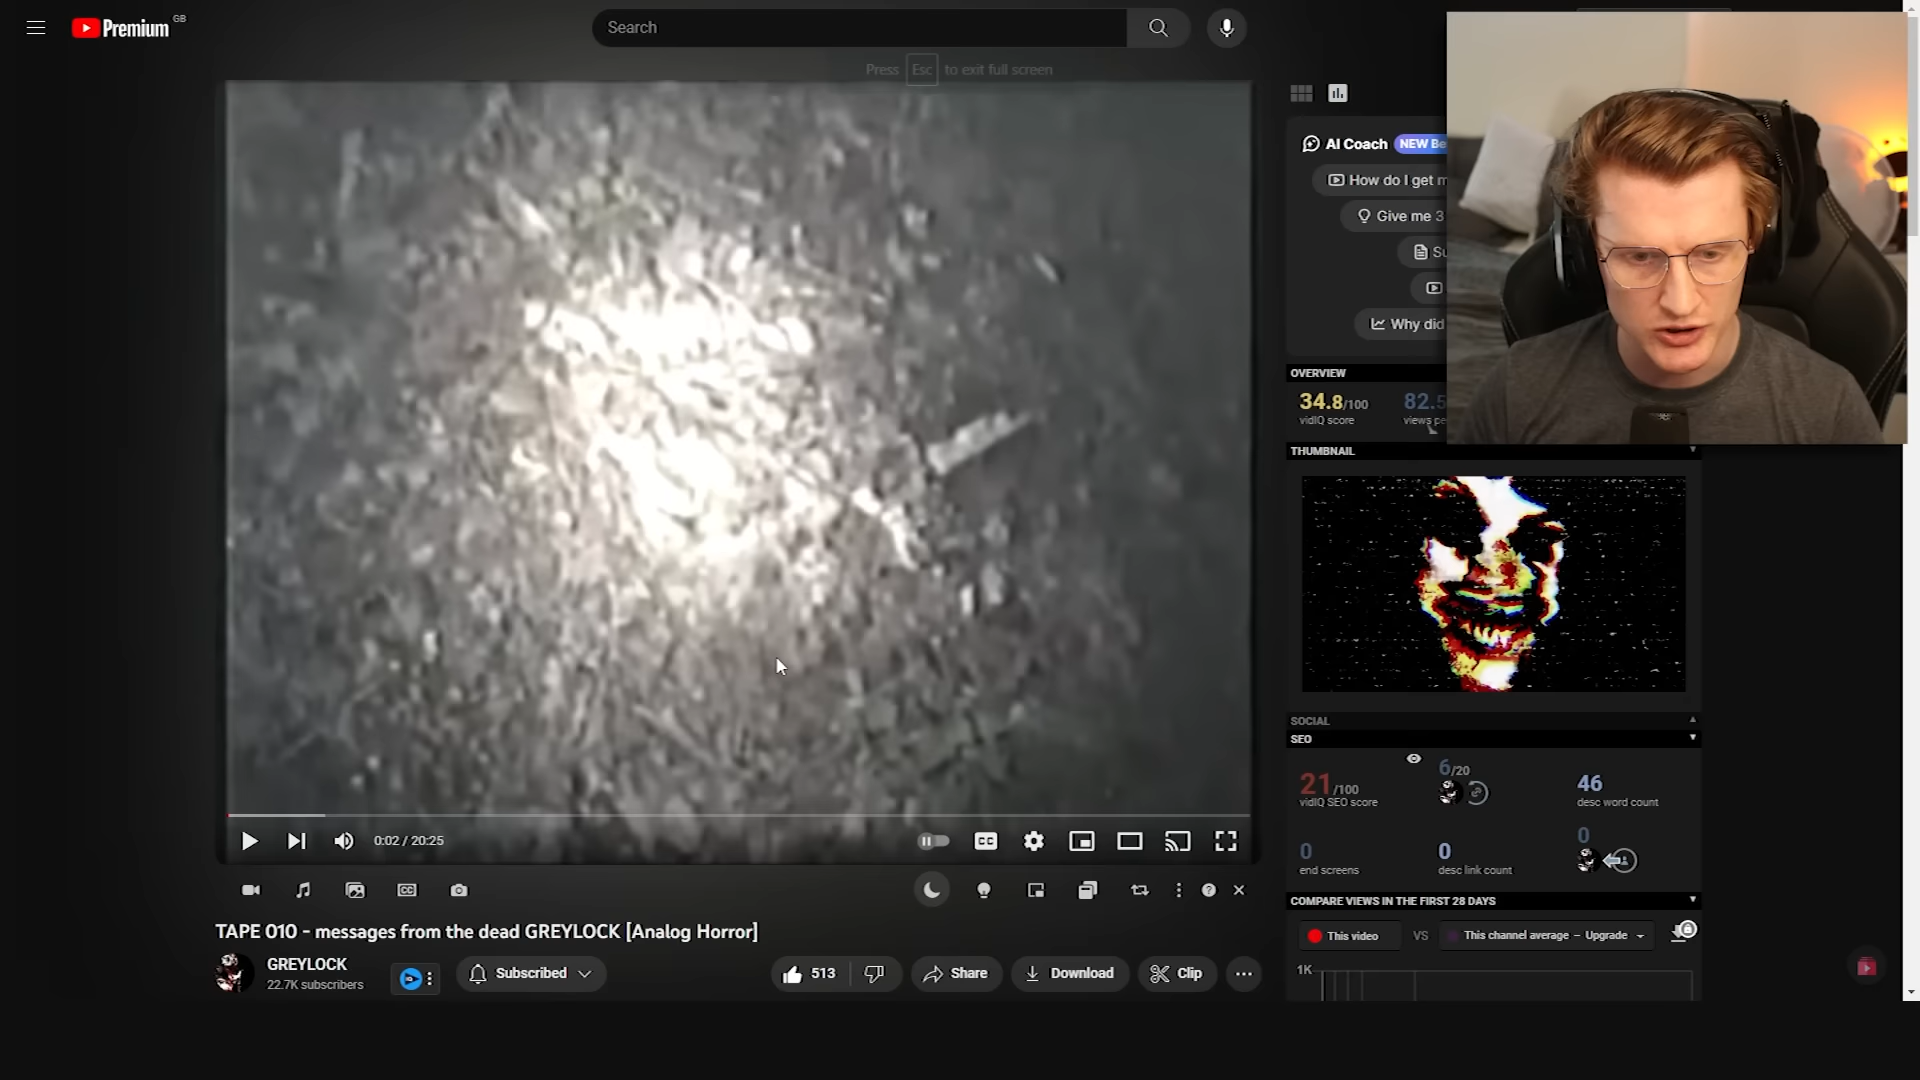 Premium GB
Search
Press Esc to exit full screen
AI Coach NEW Be
How do I get m
Give me 3
Su
Why did
OVERVIEW
34.8/100 82.5
vidIQ score views pe
THUMBNAIL
0:02 / 20:25
SOCIAL
SEO
21/100 6/20 46
vidIQ SEO score desc word count
0 0 0
end screens desc link count
COMPARE VIEWS IN THE FIRST 28 DAYS
This video VS This channel average – Upgrade
1K
TAPE 010 - messages from the dead GREYLOCK [Analog Horror]
GREYLOCK
22.7K subscribers
Subscribed
513
Share
Download
Clip